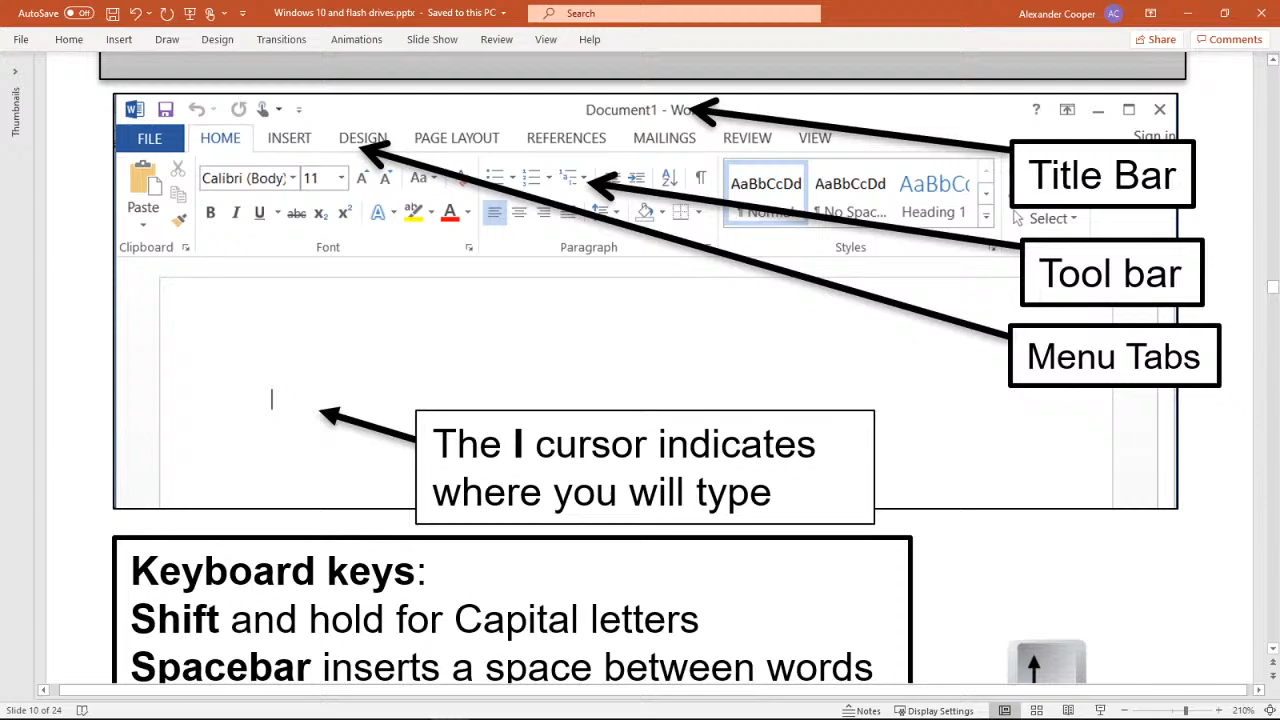 AutoSave Off Windows 10 and flash drives.pptx - Saved to this PC Search Alexander Cooper AC
File Home Insert Draw Design Transitions Animations Slide Show Review View Help Share Comments
Thumbnails
Document1 - Wo
FILE HOME INSERT DESIGN PAGE LAYOUT REFERENCES MAILINGS REVIEW VIEW Sign in
Title Bar
Calibri (Body) 11 Aa
AaBbCcDd AaBbCcDd AaBbCc
Paste B I U abc x₂ x² A ab A
¶ Normal ¶ No Spac... Heading 1 Select
Clipboard Font Paragraph Styles
Tool bar
Menu Tabs
The I cursor indicates
where you will type
Keyboard keys:
Shift and hold for Capital letters
Spacebar inserts a space between words
Slide 10 of 24 Notes Display Settings 210%